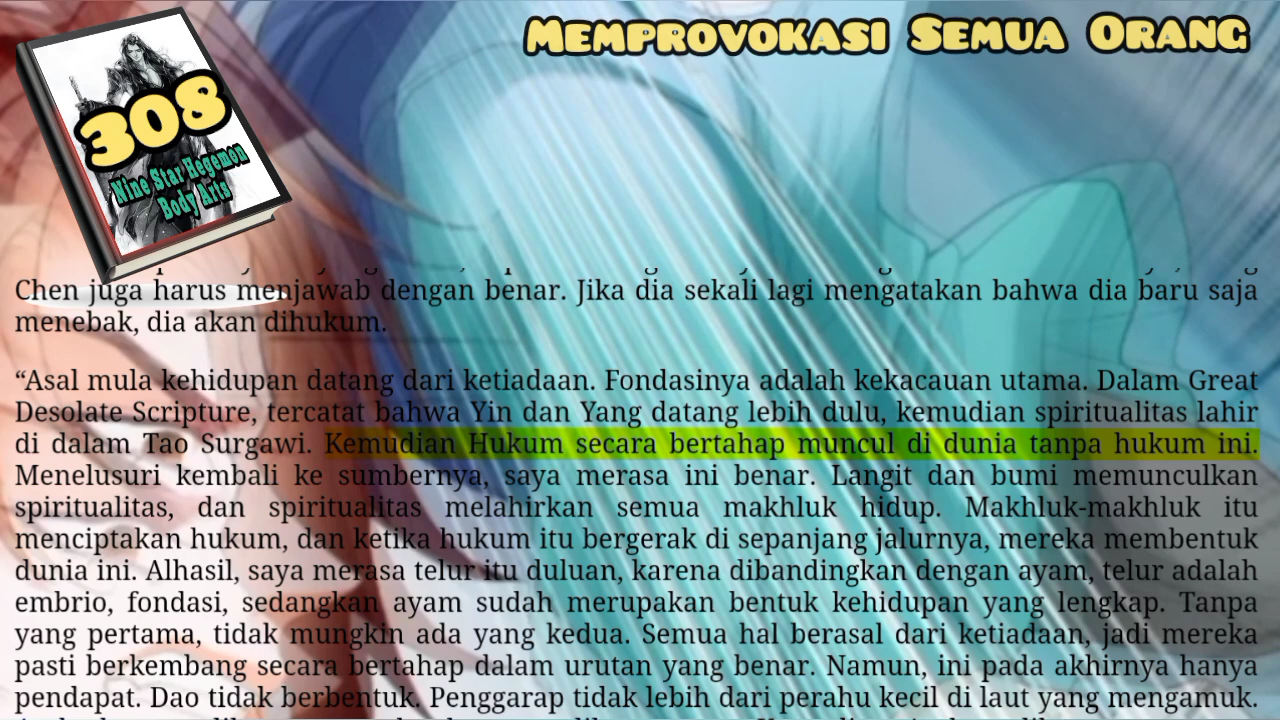 Memprovokasi Semua Orang
308
Nine Star Hegemon
Body Arts
Chen juga harus menjawab dengan benar. Jika dia sekali lagi mengatakan bahwa dia baru saja
menebak, dia akan dihukum.
“Asal mula kehidupan datang dari ketiadaan. Fondasinya adalah kekacauan utama. Dalam Great
Desolate Scripture, tercatat bahwa Yin dan Yang datang lebih dulu, kemudian spiritualitas lahir
di dalam Tao Surgawi. Kemudian Hukum secara bertahap muncul di dunia tanpa hukum ini.
Menelusuri kembali ke sumbernya, saya merasa ini benar. Langit dan bumi memunculkan
spiritualitas, dan spiritualitas melahirkan semua makhluk hidup. Makhluk-makhluk itu
menciptakan hukum, dan ketika hukum itu bergerak di sepanjang jalurnya, mereka membentuk
dunia ini. Alhasil, saya merasa telur itu duluan, karena dibandingkan dengan ayam, telur adalah
embrio, fondasi, sedangkan ayam sudah merupakan bentuk kehidupan yang lengkap. Tanpa
yang pertama, tidak mungkin ada yang kedua. Semua hal berasal dari ketiadaan, jadi mereka
pasti berkembang secara bertahap dalam urutan yang benar. Namun, ini pada akhirnya hanya
pendapat. Dao tidak berbentuk. Penggarap tidak lebih dari perahu kecil di laut yang mengamuk.